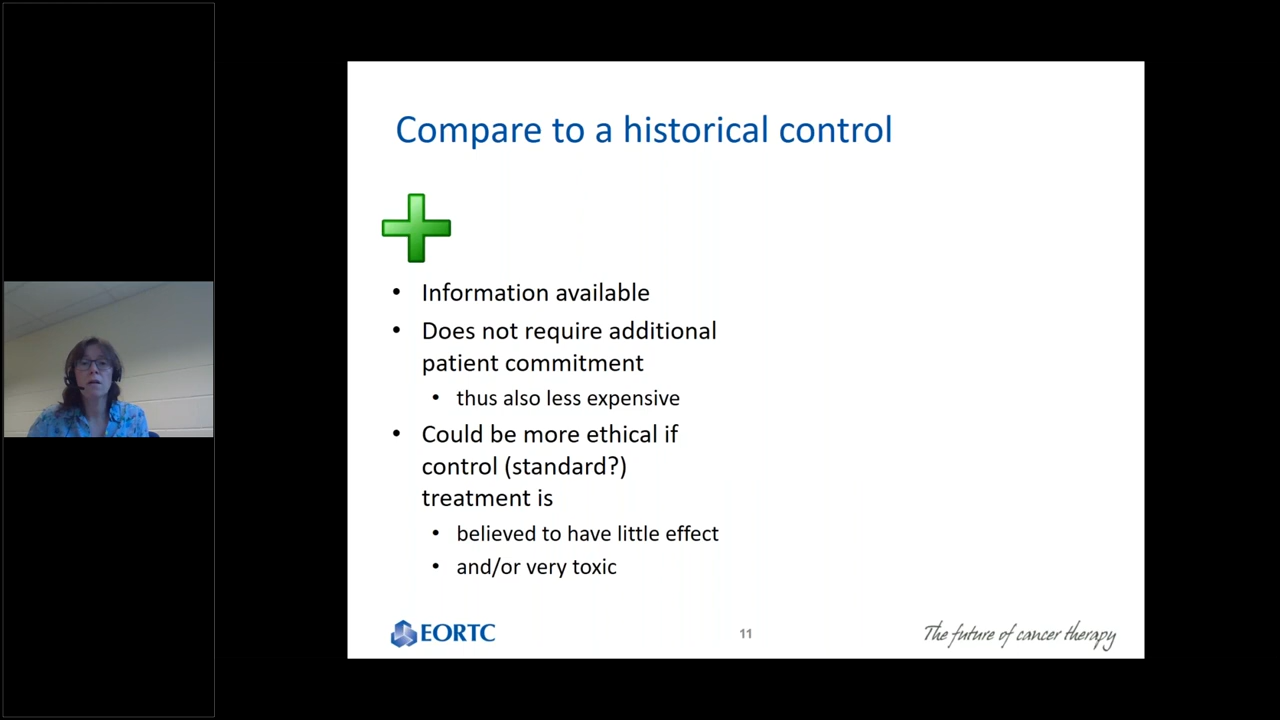 Compare to a historical control
• Information available
• Does not require additional
patient commitment
• thus also less expensive
• Could be more ethical if
control (standard?)
treatment is
• believed to have little effect
• and/or very toxic
EORTC
11
The future of cancer therapy